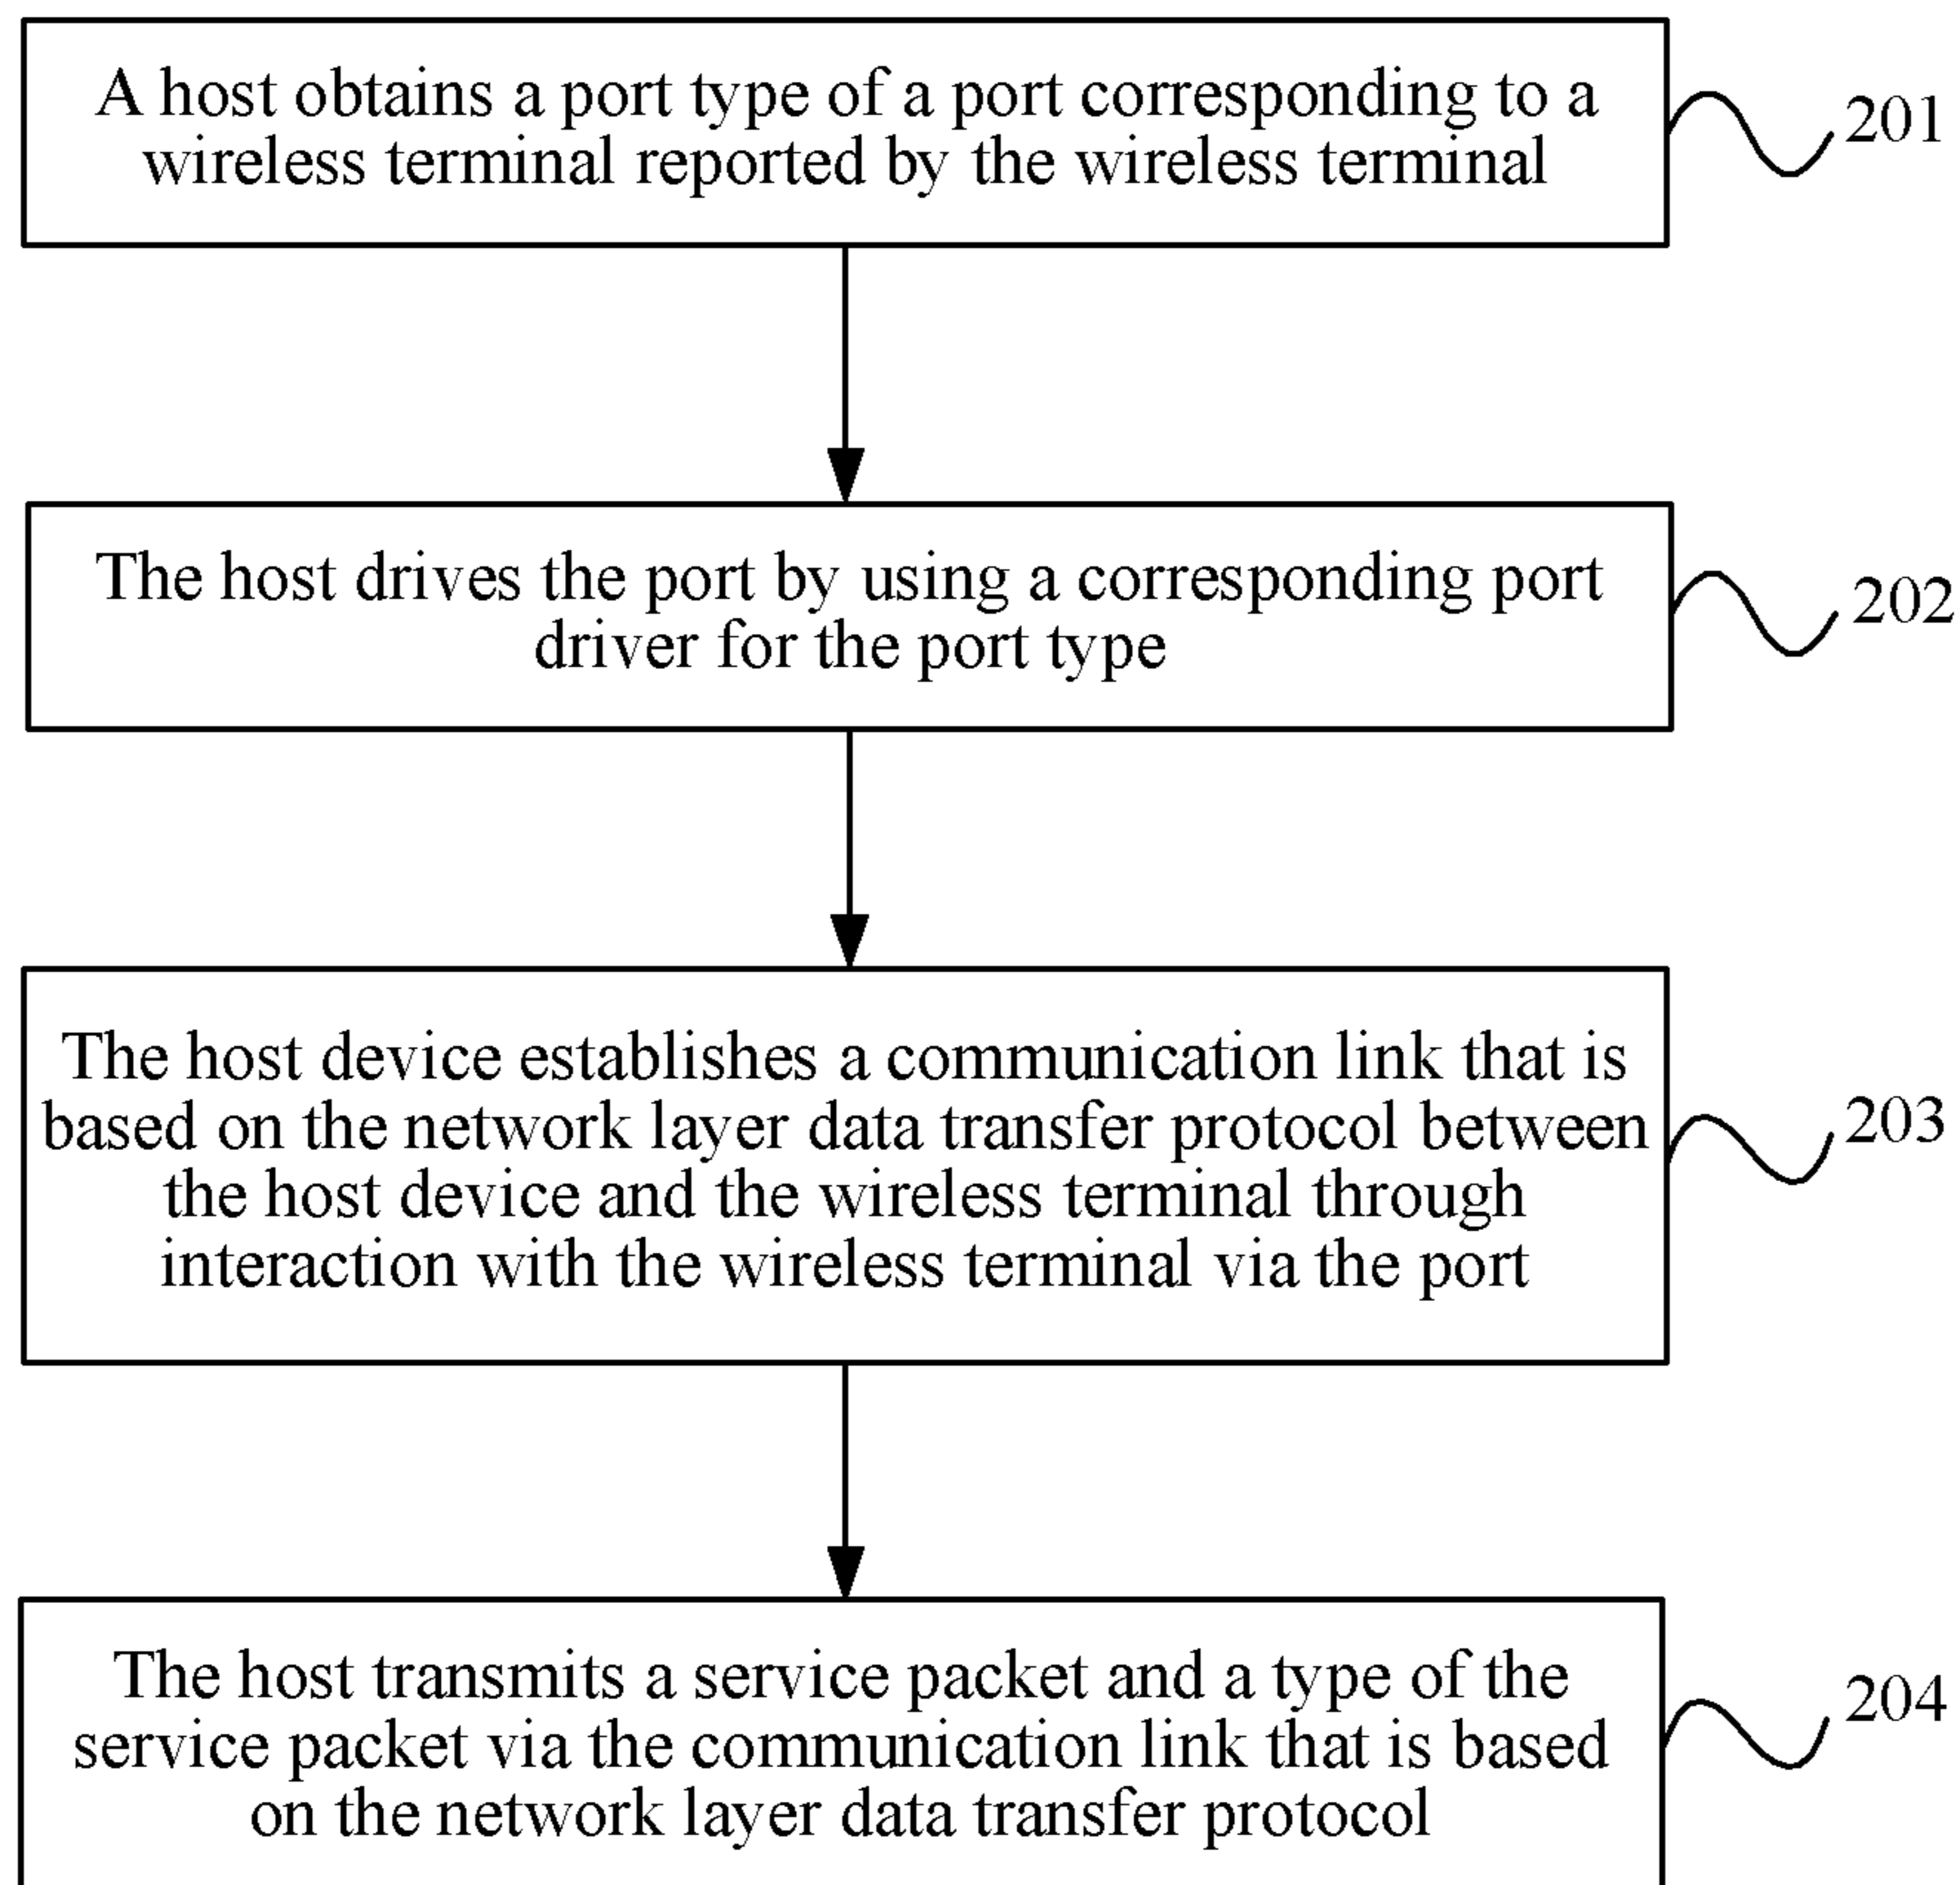 A host obtains a port type of a port corresponding to a
wireless terminal reported by the wireless terminal
201
The host drives the port by using a corresponding port
driver for the port type
202
The host device establishes a communication link that is
based on the network layer data transfer protocol between
the host device and the wireless terminal through
interaction with the wireless terminal via the port
203
The host transmits a service packet and a type of the
service packet via the communication link that is based
on the network layer data transfer protocol
204